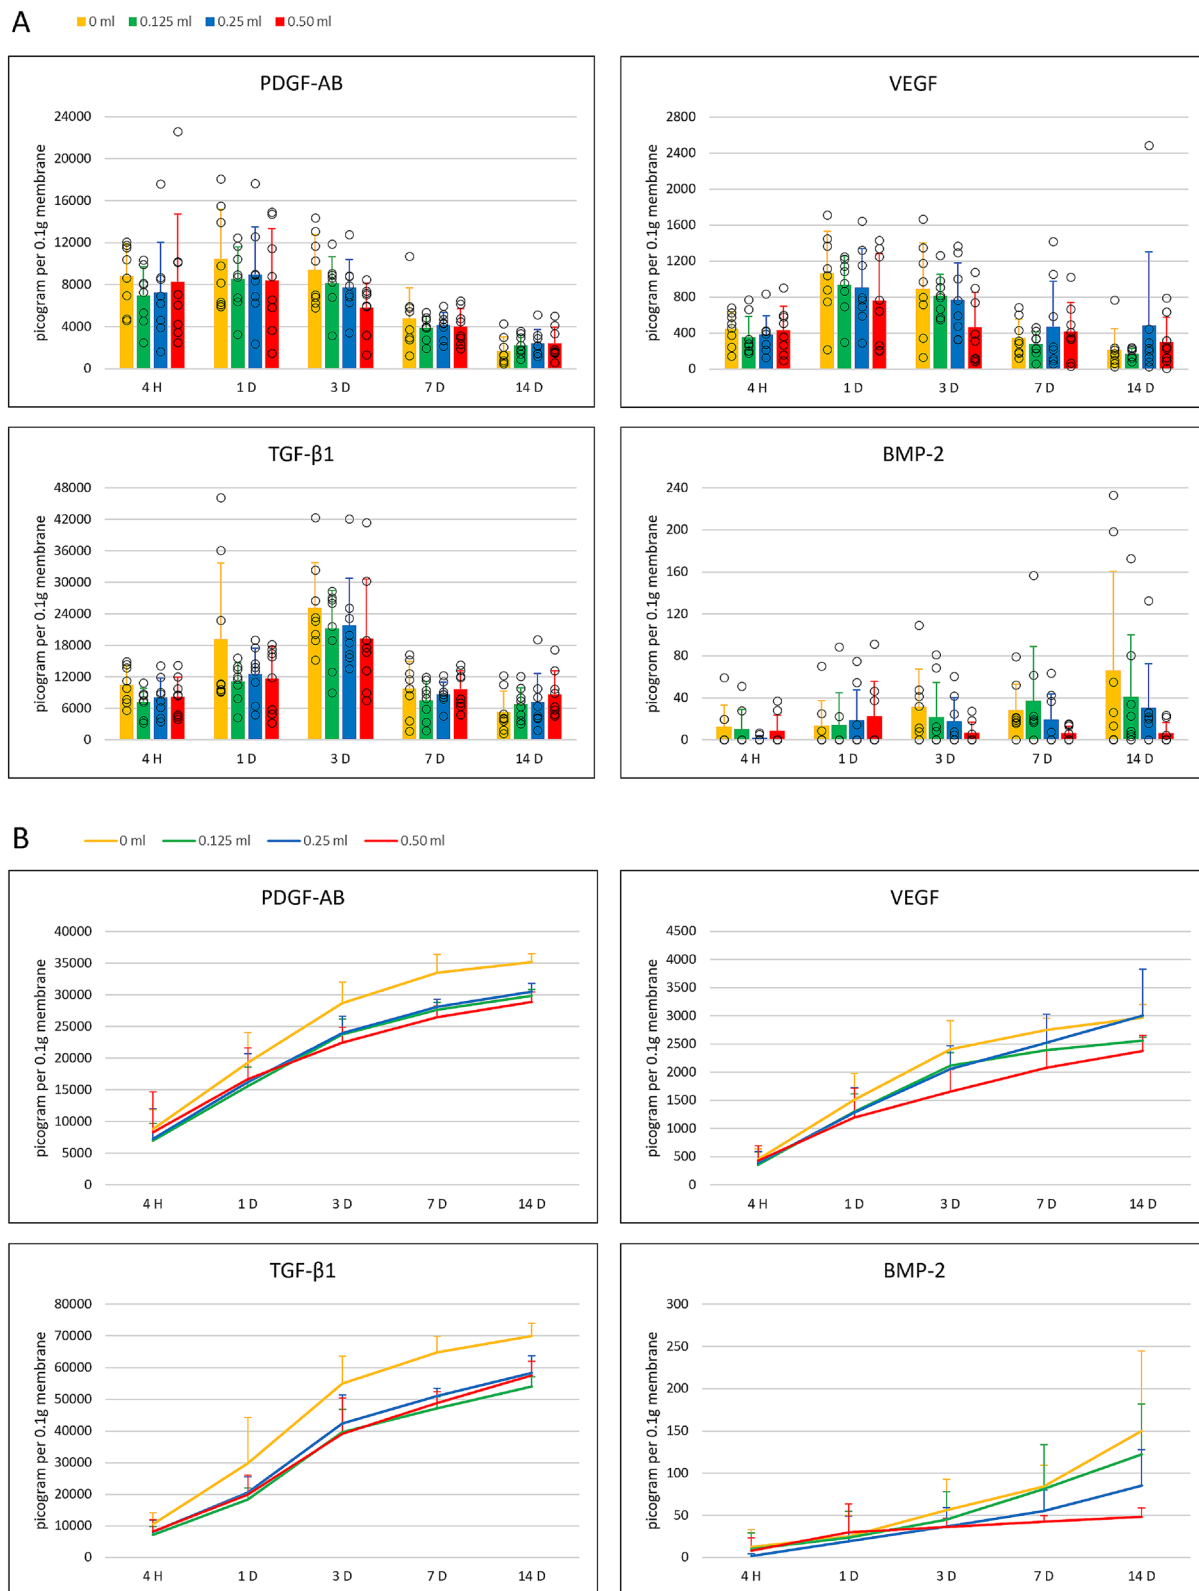 A
0 ml 0.125 ml 0.25 ml 0.50 ml
PDGF-AB
picogram per 0.1g membrane
24000
20000
16000
12000
8000
4000
0
4 H 1 D 3 D 7 D 14 D
VEGF
picogram per 0.1g membrane
2800
2400
2000
1600
1200
800
400
0
4 H 1 D 3 D 7 D 14 D
TGF-β1
picogram per 0.1g membrane
48000
42000
36000
30000
24000
18000
12000
6000
0
4 H 1 D 3 D 7 D 14 D
BMP-2
picogrom per 0.1g membrane
240
200
160
120
80
40
0
4 H 1 D 3 D 7 D 14 D
B
0 ml 0.125 ml 0.25 ml 0.50 ml
PDGF-AB
picogram per 0.1g membrane
40000
35000
30000
25000
20000
15000
10000
5000
0
4 H 1 D 3 D 7 D 14 D
VEGF
picogram per 0.1g membrane
4500
4000
3500
3000
2500
2000
1500
1000
500
0
4 H 1 D 3 D 7 D 14 D
TGF-β1
picogram per 0.1g membrane
80000
70000
60000
50000
40000
30000
20000
10000
0
4 H 1 D 3 D 7 D 14 D
BMP-2
picogram per 0.1g membrane
300
250
200
150
100
50
0
4 H 1 D 3 D 7 D 14 D